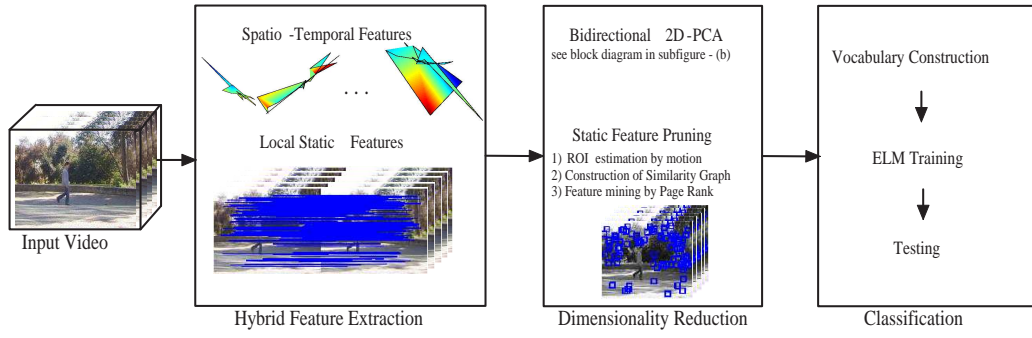 Input Video
Spatio -Temporal Features
. . .
Local Static Features
Hybrid Feature Extraction
Bidirectional 2D-PCA
see block diagram in subfigure - (b)
Static Feature Pruning
1) ROI estimation by motion
2) Construction of Similarity Graph
3) Feature mining by Page Rank
Dimensionality Reduction
Vocabulary Construction
ELM Training
Testing
Classification